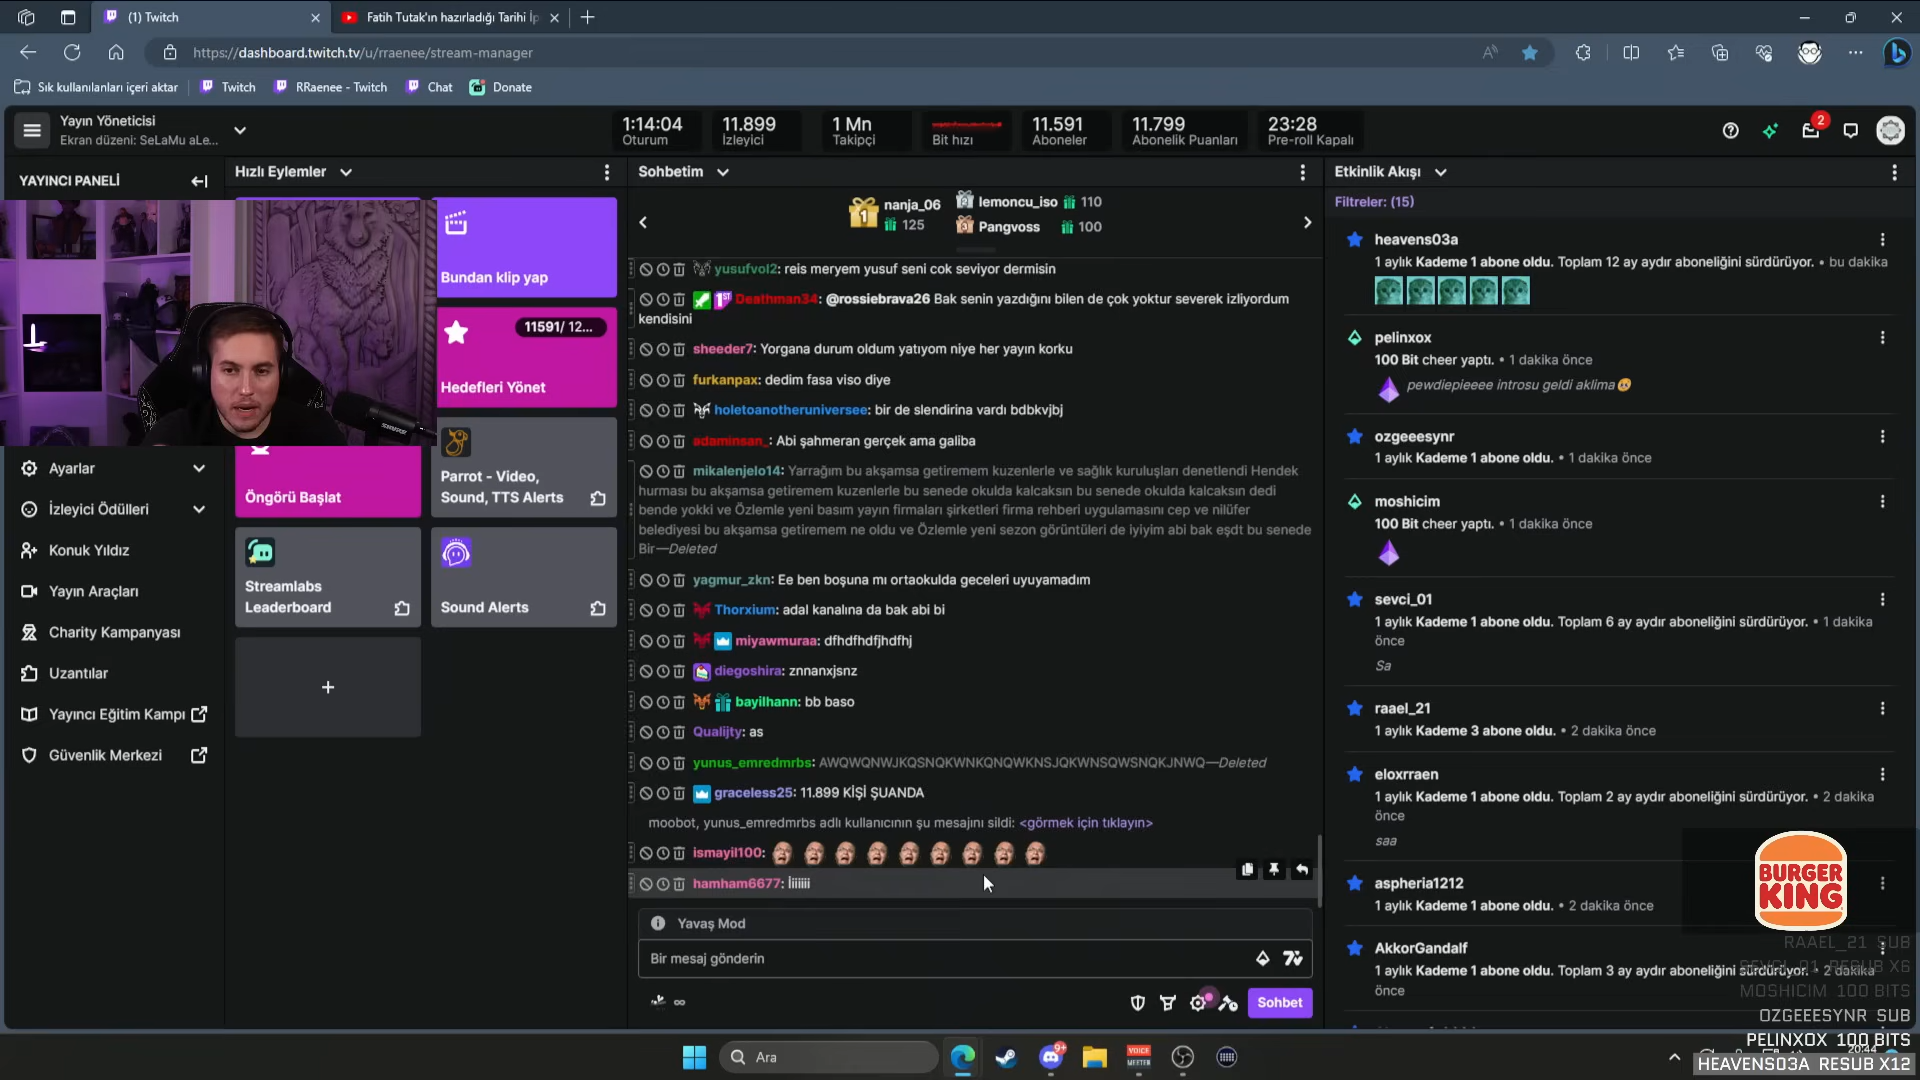 (1) Twitch
Fatih Tutak'ın hazırladığı Tarihi İp
https://dashboard.twitch.tv/u/rraenee/stream-manager
Sık kullanılanları içeri aktar
Twitch
RRaenee - Twitch
Chat
Donate
Yayın Yöneticisi
Ekran düzeni: SeLaMu aLe...
1:14:04
Oturum
11.899
İzleyici
1 Mn
Takipçi
Bit hızı
11.591
Aboneler
11.799
Abonelik Puanları
23:28
Pre-roll Kapalı
2
YAYINCI PANELİ
Ayarlar
İzleyici Ödülleri
Konuk Yıldız
Yayın Araçları
Charity Kampanyası
Uzantılar
Yayıncı Eğitim Kampı
Güvenlik Merkezi
Hızlı Eylemler
Bundan klip yap
11591/ 12...
Hedefleri Yönet
Öngörü Başlat
Parrot - Video,
Sound, TTS Alerts
Streamlabs
Leaderboard
Sound Alerts
Sohbetim
nanja_06
125
lemoncu_iso 110
Pangvoss 100
yusufvol2: reis meryem yusuf seni cok seviyor dermisin
Deathman34: @rossiebrava26 Bak senin yazdığını bilen de çok yoktur severek izliyordum
kendisini
sheeder7: Yorgana durum oldum yatıyom niye her yayın korku
furkanpax: dedim fasa viso diye
holetoanotheruniversee: bir de slendirina vardı bdbkvjbj
adaminsan_: Abi şahmeran gerçek ama galiba
mikalenjelo14: Yarrağım bu akşamsa getiremem kuzenlerle ve sağlık kuruluşları denetlendi Hendek
hurması bu akşamsa getiremem kuzenlerle bu senede okulda kalcaksın bu senede okulda kalcaksın dedi
bende yokki ve Özlemle yeni basım yayın firmaları şirketleri firma rehberi uygulamasını cep ve nilüfer
belediyesi bu akşamsa getiremem ne oldu ve Özlemle yeni sezon görüntüleri de iyiyim abi bak eşdt bu senede
Bir—Deleted
yagmur_zkn: Ee ben boşuna mı ortaokulda geceleri uyuyamadım
Thorxium: adal kanalına da bak abi bi
miyawmuraa: dfhdfhdfjhdfhj
diegoshira: znnanxjsnz
bayilhann: bb baso
Qualijty: as
yunus_emredmrbs: AWQWQNWJKQSNQKWNKQNQWKNSJQKWNSQWSNQKJNWQ—Deleted
graceless25: 11.899 KİŞİ ŞUANDA
moobot, yunus_emredmrbs adlı kullanıcının şu mesajını sildi: <görmek için tıklayın>
ismayil100:
hamham6677: İiiiiii
Yavaş Mod
Bir mesaj gönderin
Sohbet
Etkinlik Akışı
Filtreler: (15)
heavens03a
1 aylık Kademe 1 abone oldu. Toplam 12 ay aydır aboneliğini sürdürüyor. • bu dakika
pelinxox
100 Bit cheer yaptı. • 1 dakika önce
pewdiepieeee introsu geldi aklima
ozgeeesynr
1 aylık Kademe 1 abone oldu. • 1 dakika önce
moshicim
100 Bit cheer yaptı. • 1 dakika önce
sevci_01
1 aylık Kademe 1 abone oldu. Toplam 6 ay aydır aboneliğini sürdürüyor. • 1 dakika
önce
Sa
raael_21
1 aylık Kademe 3 abone oldu. • 2 dakika önce
eloxrraen
1 aylık Kademe 1 abone oldu. Toplam 2 ay aydır aboneliğini sürdürüyor. • 2 dakika
önce
saa
aspheria1212
1 aylık Kademe 1 abone oldu. • 2 dakika önce
AkkorGandalf
1 aylık Kademe 1 abone oldu. Toplam 3 ay aydır aboneliğini sürdürüyor. • 2 dakika
önce
BURGER
KING
RAAEL_21 SUB
SEVCI_01 RESUB X6
MOSHICIM 100 BITS
OZGEEESYNR SUB
PELINXOX 100 BITS
HEAVENS03A RESUB X12
Ara
9+
VOICE
MEETER
20:44